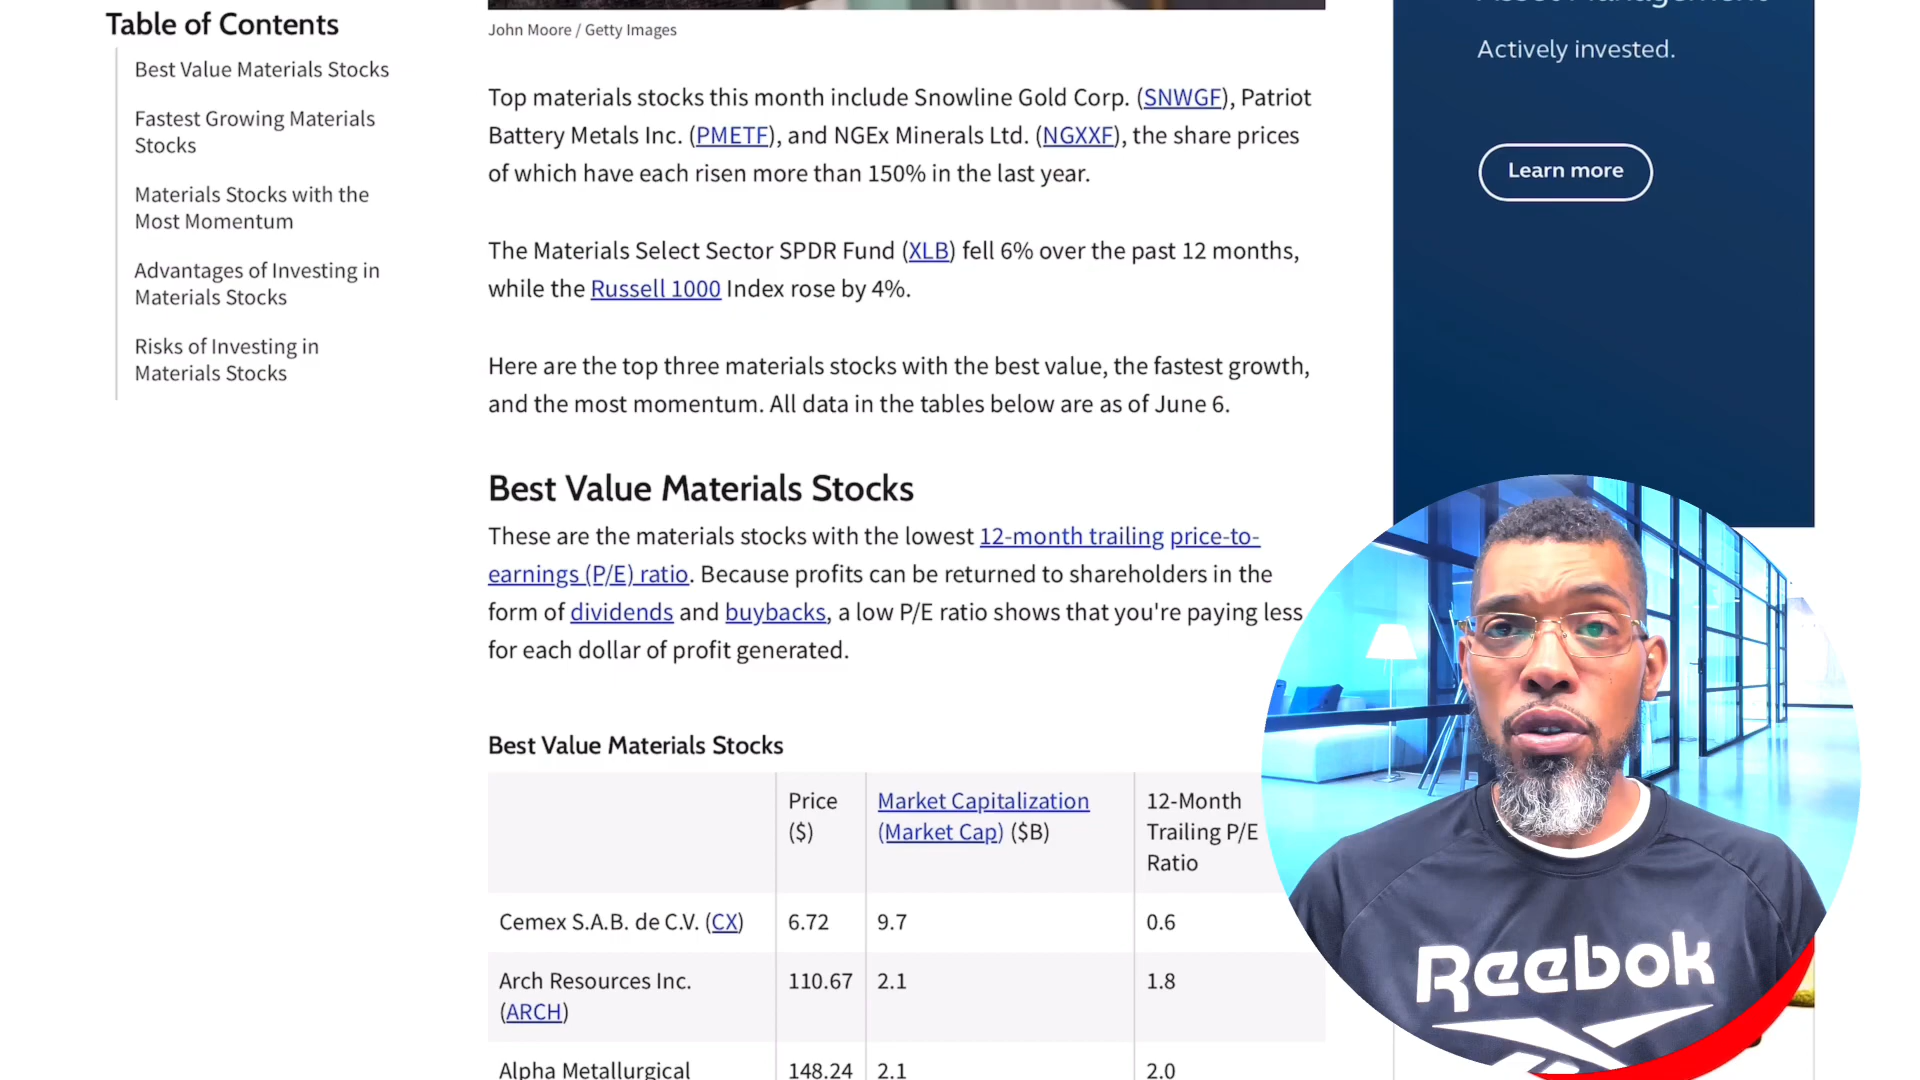 Table of Contents
Best Value Materials Stocks
Fastest Growing Materials
Stocks
Materials Stocks with the
Most Momentum
Advantages of Investing in
Materials Stocks
Risks of Investing in
Materials Stocks
John Moore / Getty Images
Top materials stocks this month include Snowline Gold Corp. (SNWGF), Patriot
Battery Metals Inc. (PMETF), and NGEx Minerals Ltd. (NGXXF), the share prices
of which have each risen more than 150% in the last year.
The Materials Select Sector SPDR Fund (XLB) fell 6% over the past 12 months,
while the Russell 1000 Index rose by 4%.
Here are the top three materials stocks with the best value, the fastest growth,
and the most momentum. All data in the tables below are as of June 6.
Best Value Materials Stocks
These are the materials stocks with the lowest 12-month trailing price-to-
earnings (P/E) ratio. Because profits can be returned to shareholders in the
form of dividends and buybacks, a low P/E ratio shows that you're paying less
for each dollar of profit generated.
Best Value Materials Stocks
Price
($)
Market Capitalization
(Market Cap) ($B)
12-Month
Trailing P/E
Ratio
Cemex S.A.B. de C.V. (CX) 6.72 9.7 0.6
Arch Resources Inc.
(ARCH) 110.67 2.1 1.8
Alpha Metallurgical 148.24 2.1 2.0
Actively invested.
Learn more
Reebok